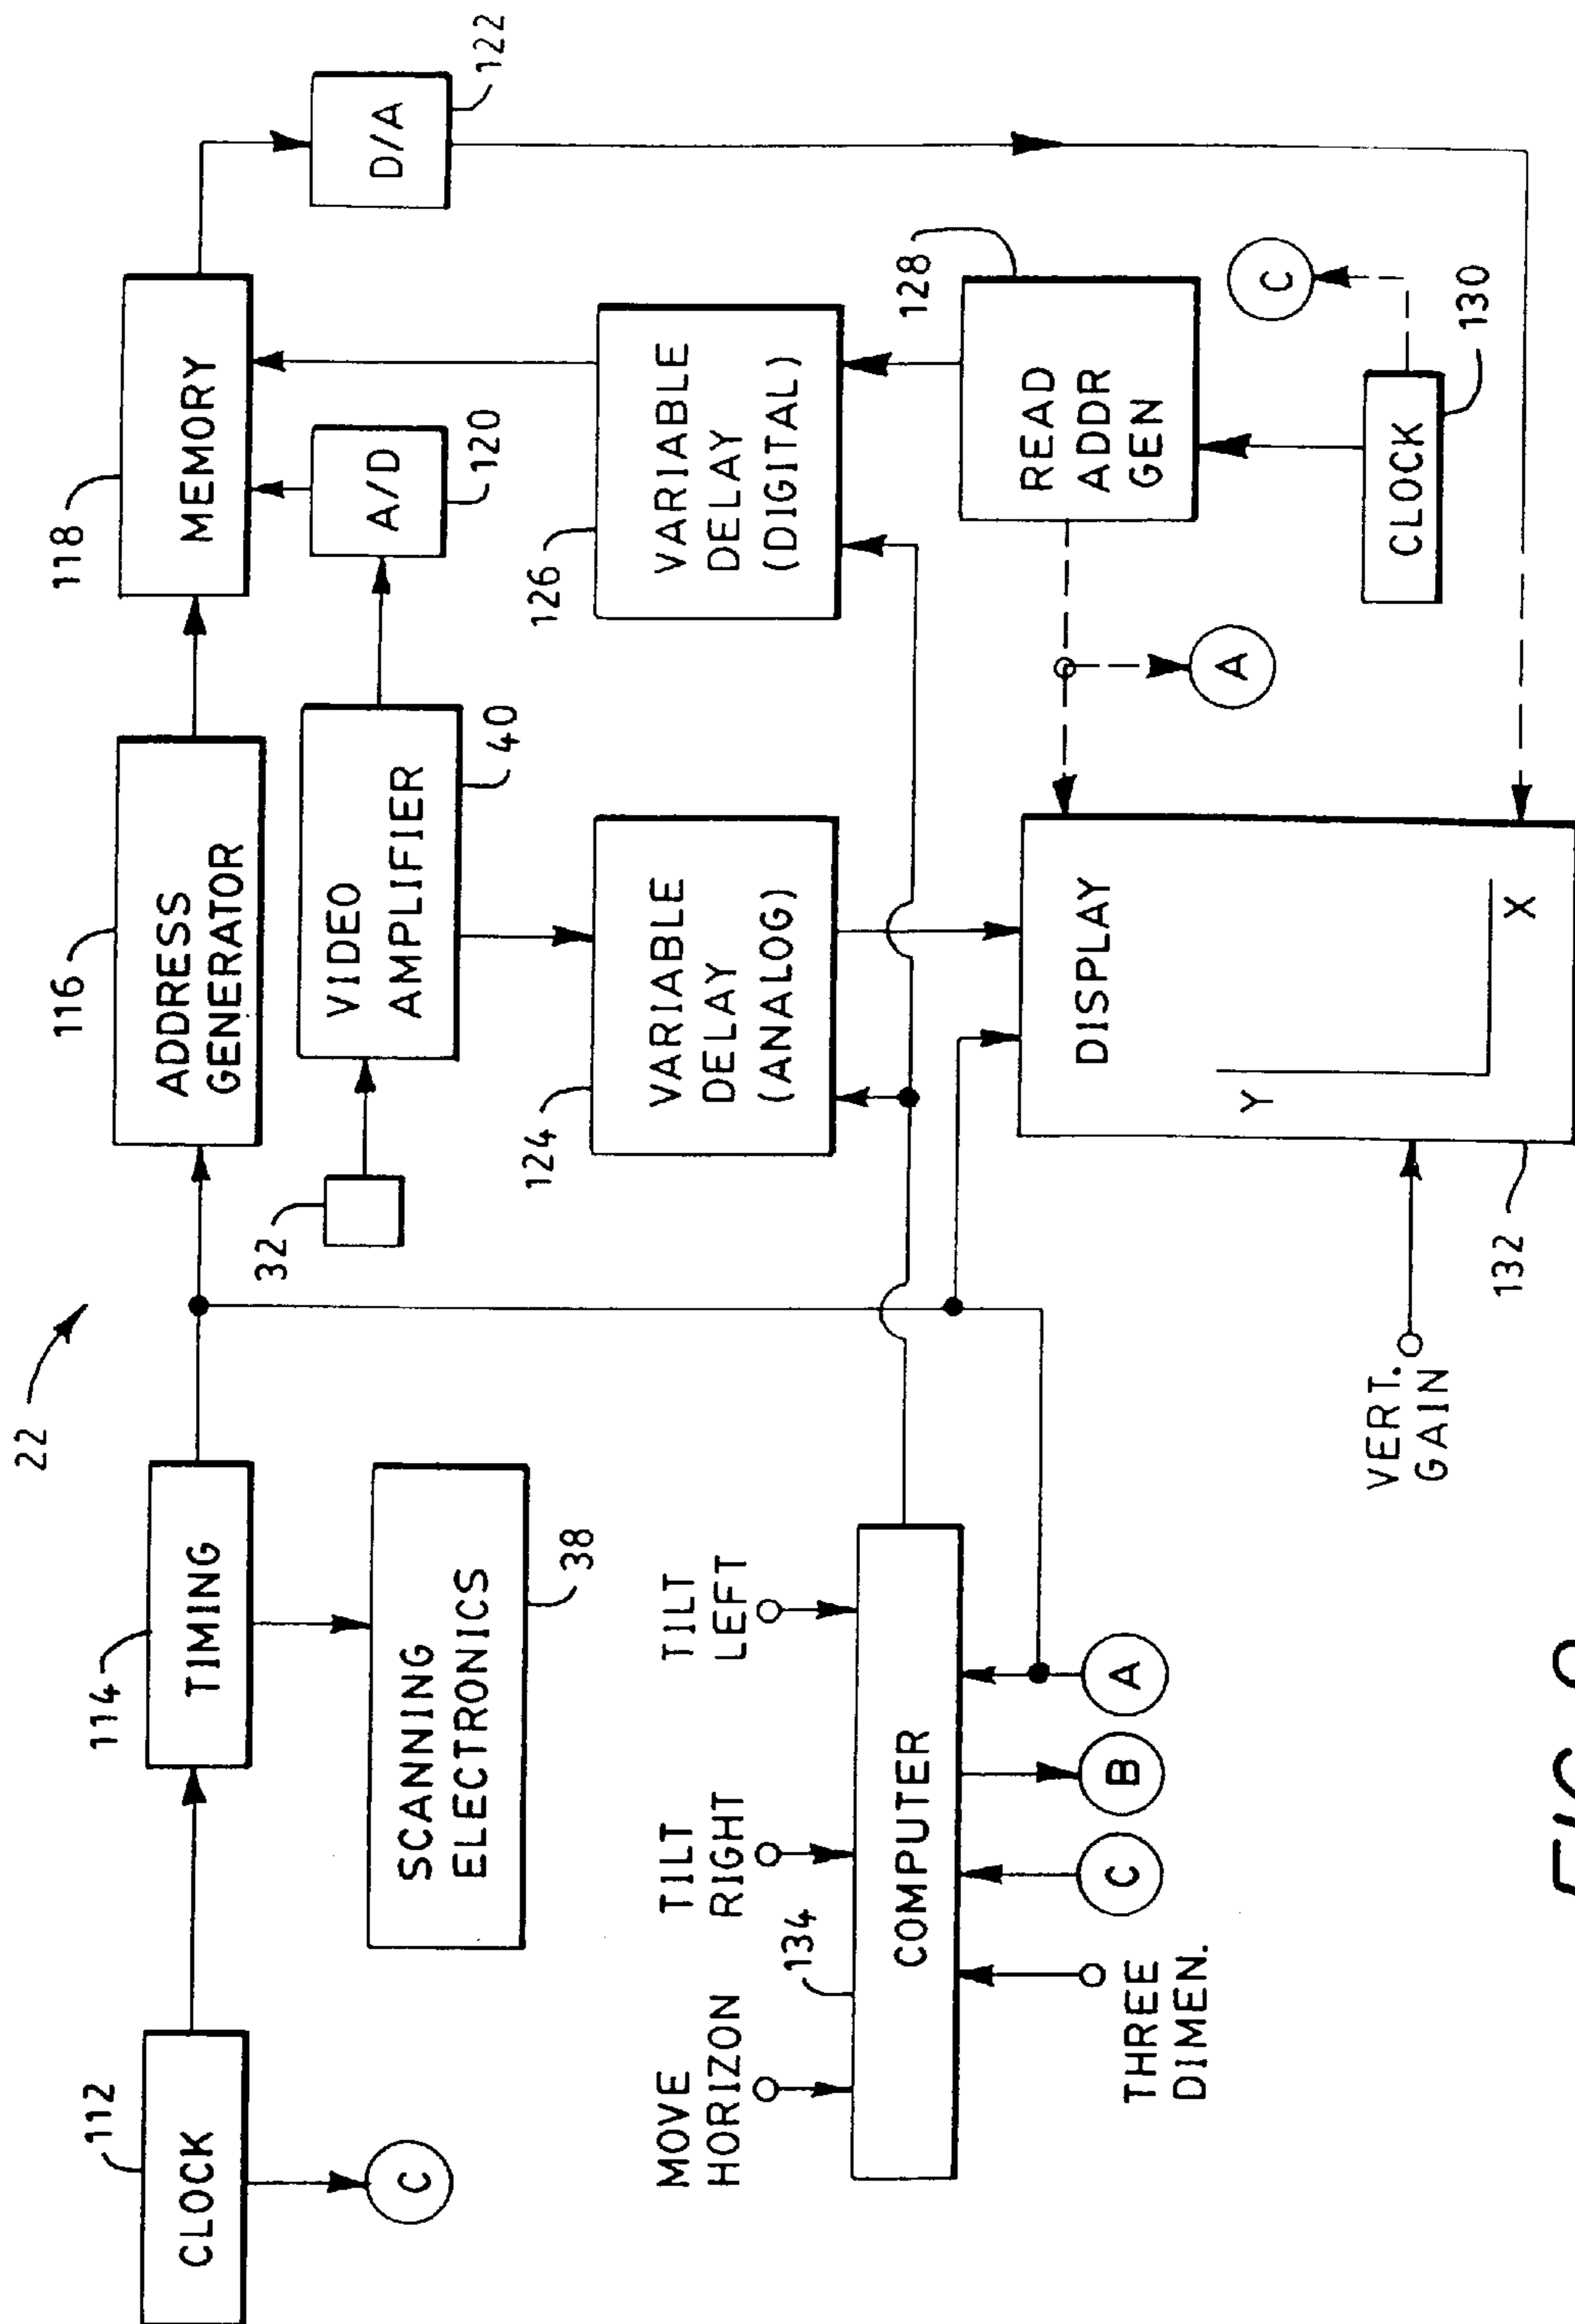 22
112
CLOCK
C
114
TIMING
SCANNING
ELECTRONICS
38
116
ADDRESS
GENERATOR
118
MEMORY
32
VIDEO
AMPLIFIER
40
A/D
120
D/A
122
124
VARIABLE
DELAY
(ANALOG)
126
VARIABLE
DELAY
(DIGITAL)
MOVE
HORIZON
TILT
RIGHT
TILT
LEFT
134
COMPUTER
THREE
DIMEN.
C
B
A
128
READ
ADDR
GEN
A
C
CLOCK
130
DISPLAY
Y
X
132
VERT.
GAIN
FIG.